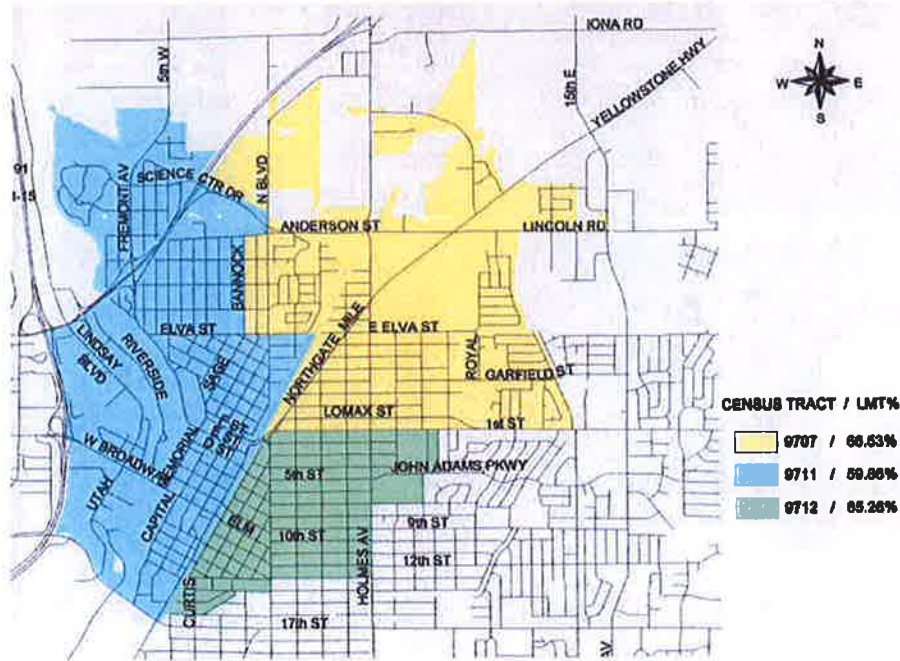 IONA RD
5th W
15th E
YELLOWSTONE HWY
N
W E
S
91
I-15
FREMONT AV
SCIENCE CTR DR
N BLVD
ANDERSON ST
LINCOLN RD
BANNOCK
ELVA ST
E ELVA ST
NORTHGATE MILE
LINDSAY BLVD
RIVERSIDE
SAGE
ROYAL
GARFIELD ST
LOMAX ST
1st ST
CENSUS TRACT / LMT%
9707 / 66.53%
9711 / 59.86%
9712 / 65.26%
W BROADWAY
MEMORIAL
CAPITAL
UTAH
5th ST
JOHN ADAMS PKWY
ELM
10th ST
9th ST
12th ST
HOLMES AV
CURTIS
17th ST
AV